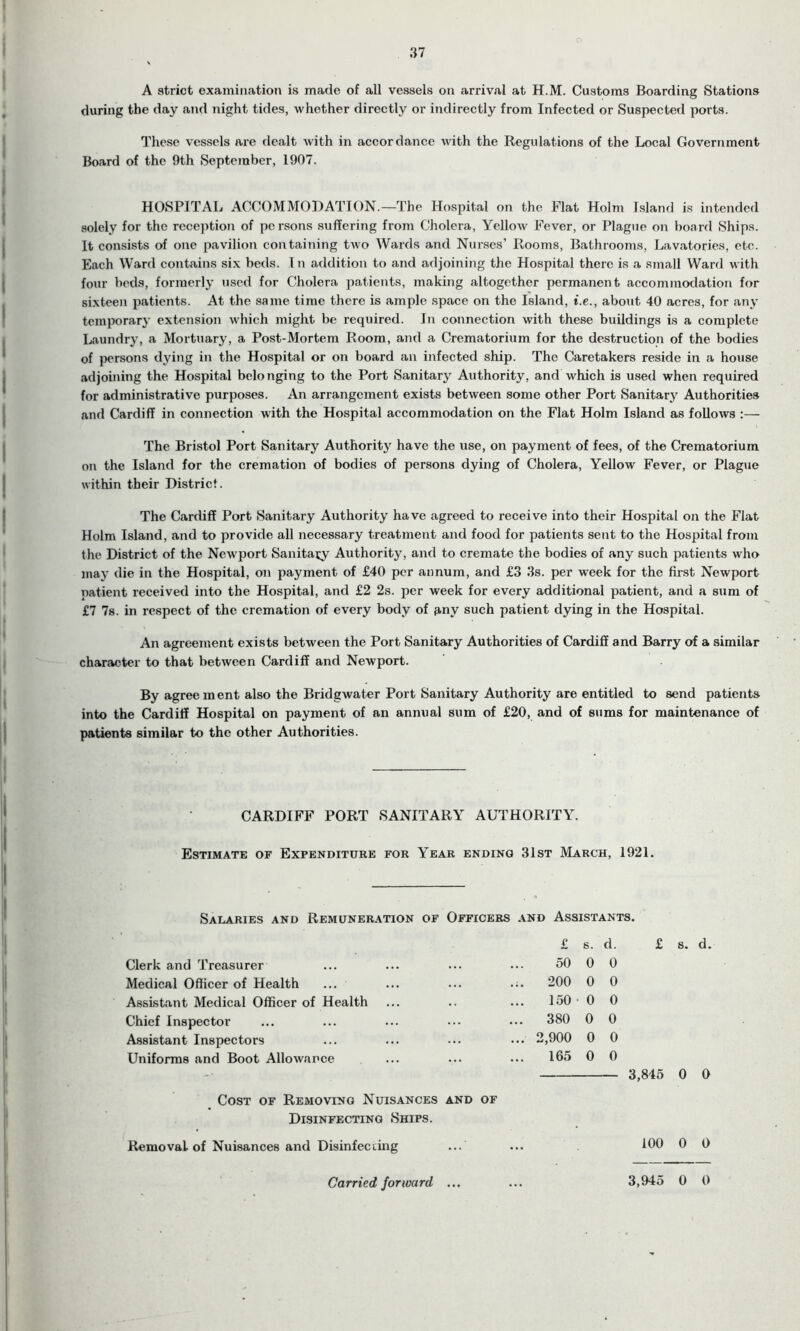 37
A strict examination is made of all vessels on arrival at H.M. Customs Boarding Stations
during the day and night tides, whether directly or indirectly from Infected or Suspected ports.
These vessels are dealt with in accordance with the Regulations of the Local Government
Board of the 9th September, 1907.
HOSPITAL ACCOMMODATION.—The Hospital on the Flat Holm Island is intended
solely for the reception of persons suffering from Cholera, Yellow Fever, or Plague on board Ships.
It consists of one pavilion containing two Wards and Nurses' Rooms, Bathrooms, Lavatories, etc.
Each Ward contains six beds. In addition to and adjoining the Hospital there is a small Ward with
four beds, formerly used for Cholera patients, making altogether permanent accommodation for
sixteen patients. At the same time there is ample space on the Island, i.e., about 40 acres, for any
temporary extension which might be required. In connection with these buildings is a complete
Laundry, a Mortuary, a Post-Mortem Room, and a Crematorium for the destruction of the bodies
of persons dying in the Hospital or on board an infected ship. The Caretakers reside in a house
adjoining the Hospital belonging to the Port Sanitary Authority, and which is used when required
for administrative purposes. An arrangement exists between some other Port Sanitary Authorities
and Cardiff in connection with the Hospital accommodation on the Flat Holm Island as follows :—
The Bristol Port Sanitary Authority have the use, on payment of fees, of the Crematorium
on the Island for the cremation of bodies of persons dying of Cholera, Yellow Fever, or Plague
within their District.
The Cardiff Port Sanitary Authority have agreed to receive into their Hospital on the Flat
Holm Island, and to provide all necessary treatment and food for patients sent to the Hospital from
the District of the Newport Sanitary Authority, and to cremate the bodies of any such patients who
may die in the Hospital, on payment of £40 per annum, and £3 3s. per week for the first Newport
patient received into the Hospital, and £2 2s. per week for every additional patient, and a sum of
£7 7s. in respect of the cremation of every body of any such patient dying in the Hospital.
An agreement exists between the Port Sanitary Authorities of Cardiff and Barry of a similar
character to that between Cardiff and Newport.
By agreement also the Bridgwater Port Sanitary Authority are entitled to send patients
into the Cardiff Hospital on payment of an annual sum of £20, and of sums for maintenance of
patients similar to the other Authorities.
CARDIFF PORT SANITARY AUTHORITY.
Estimate of Expenditure for Year ending 31st March, 1921.
Salaries and Remuneration of Officers and Assistants.
£ s. d. £ s. d.
Clerk and Treasurer ... ... ... ... 50 0 0
Medical Officer of Health ... ... ... ... 200 0 0
Assistant Medical Officer of Health ... .. ... 150 0 0
Chief Inspector ... ... ... ... ... 380 0 0
Assistant Inspectors ... ... ... ... 2,900 0 0
Uniforms and Boot Allowance ... ... ... 165 0 0
3,845 0 0
Cost of Removing Nuisances and of
Disinfecting Ships.
Removal of Nuisances and Disinfecting ... ... 100 0 0
Carried forward ... ... 3,945 0 0